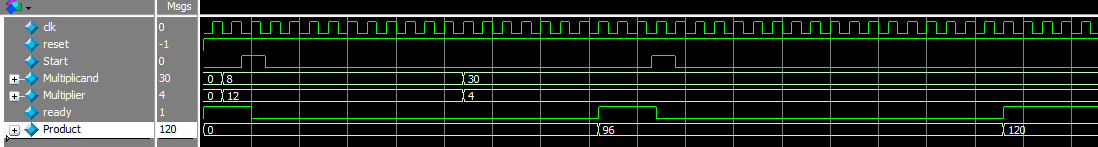 Msgs
clk 0
reset -1
Start 0
Multiplicand 30 0 8 30
Multiplier 4 0 12 4
ready 1
Product 120 0 96 120